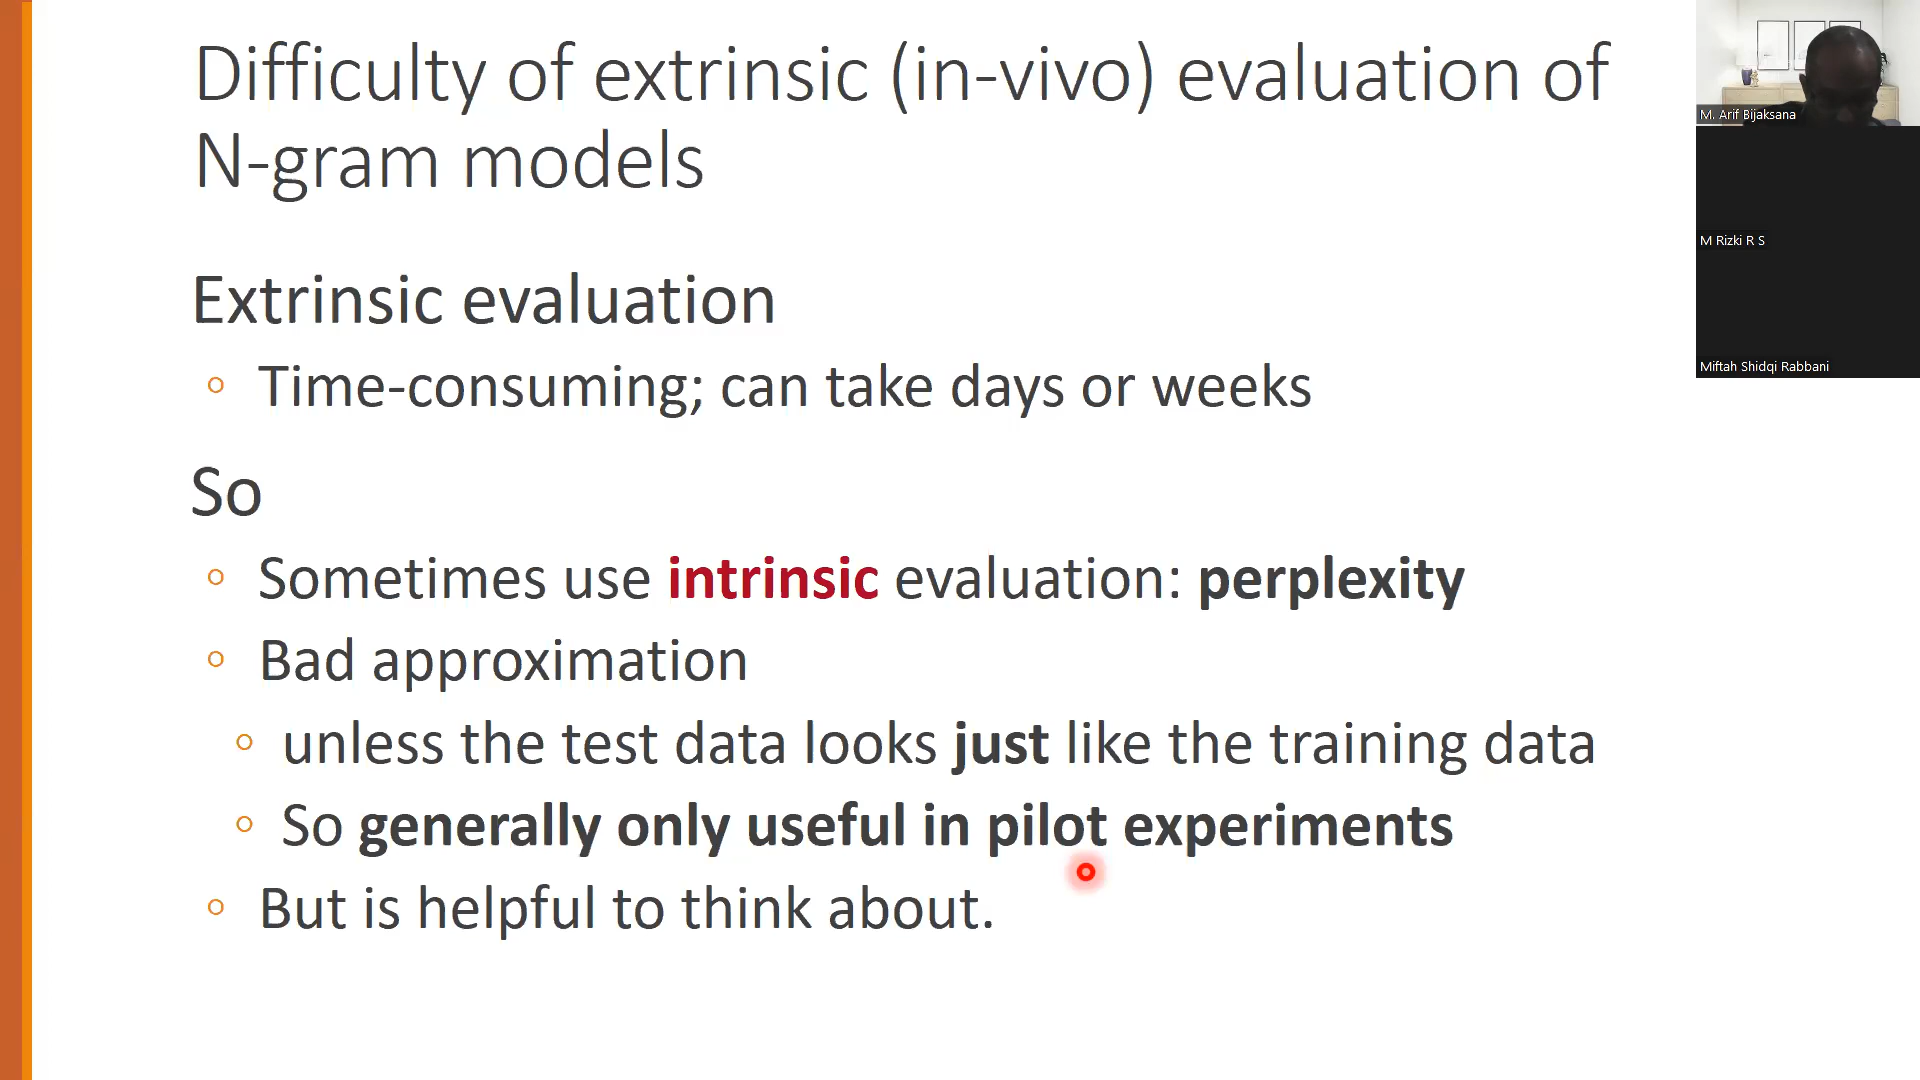 Difficulty of extrinsic (in-vivo) evaluation of
N-gram models
Extrinsic evaluation
Time-consuming; can take days or weeks
So
Sometimes use intrinsic evaluation: perplexity
Bad approximation
unless the test data looks just like the training data
So generally only useful in pilot experiments
But is helpful to think about.
M. Arif Bijaksana
M Rizki R S
Miftah Shidqi Rabbani